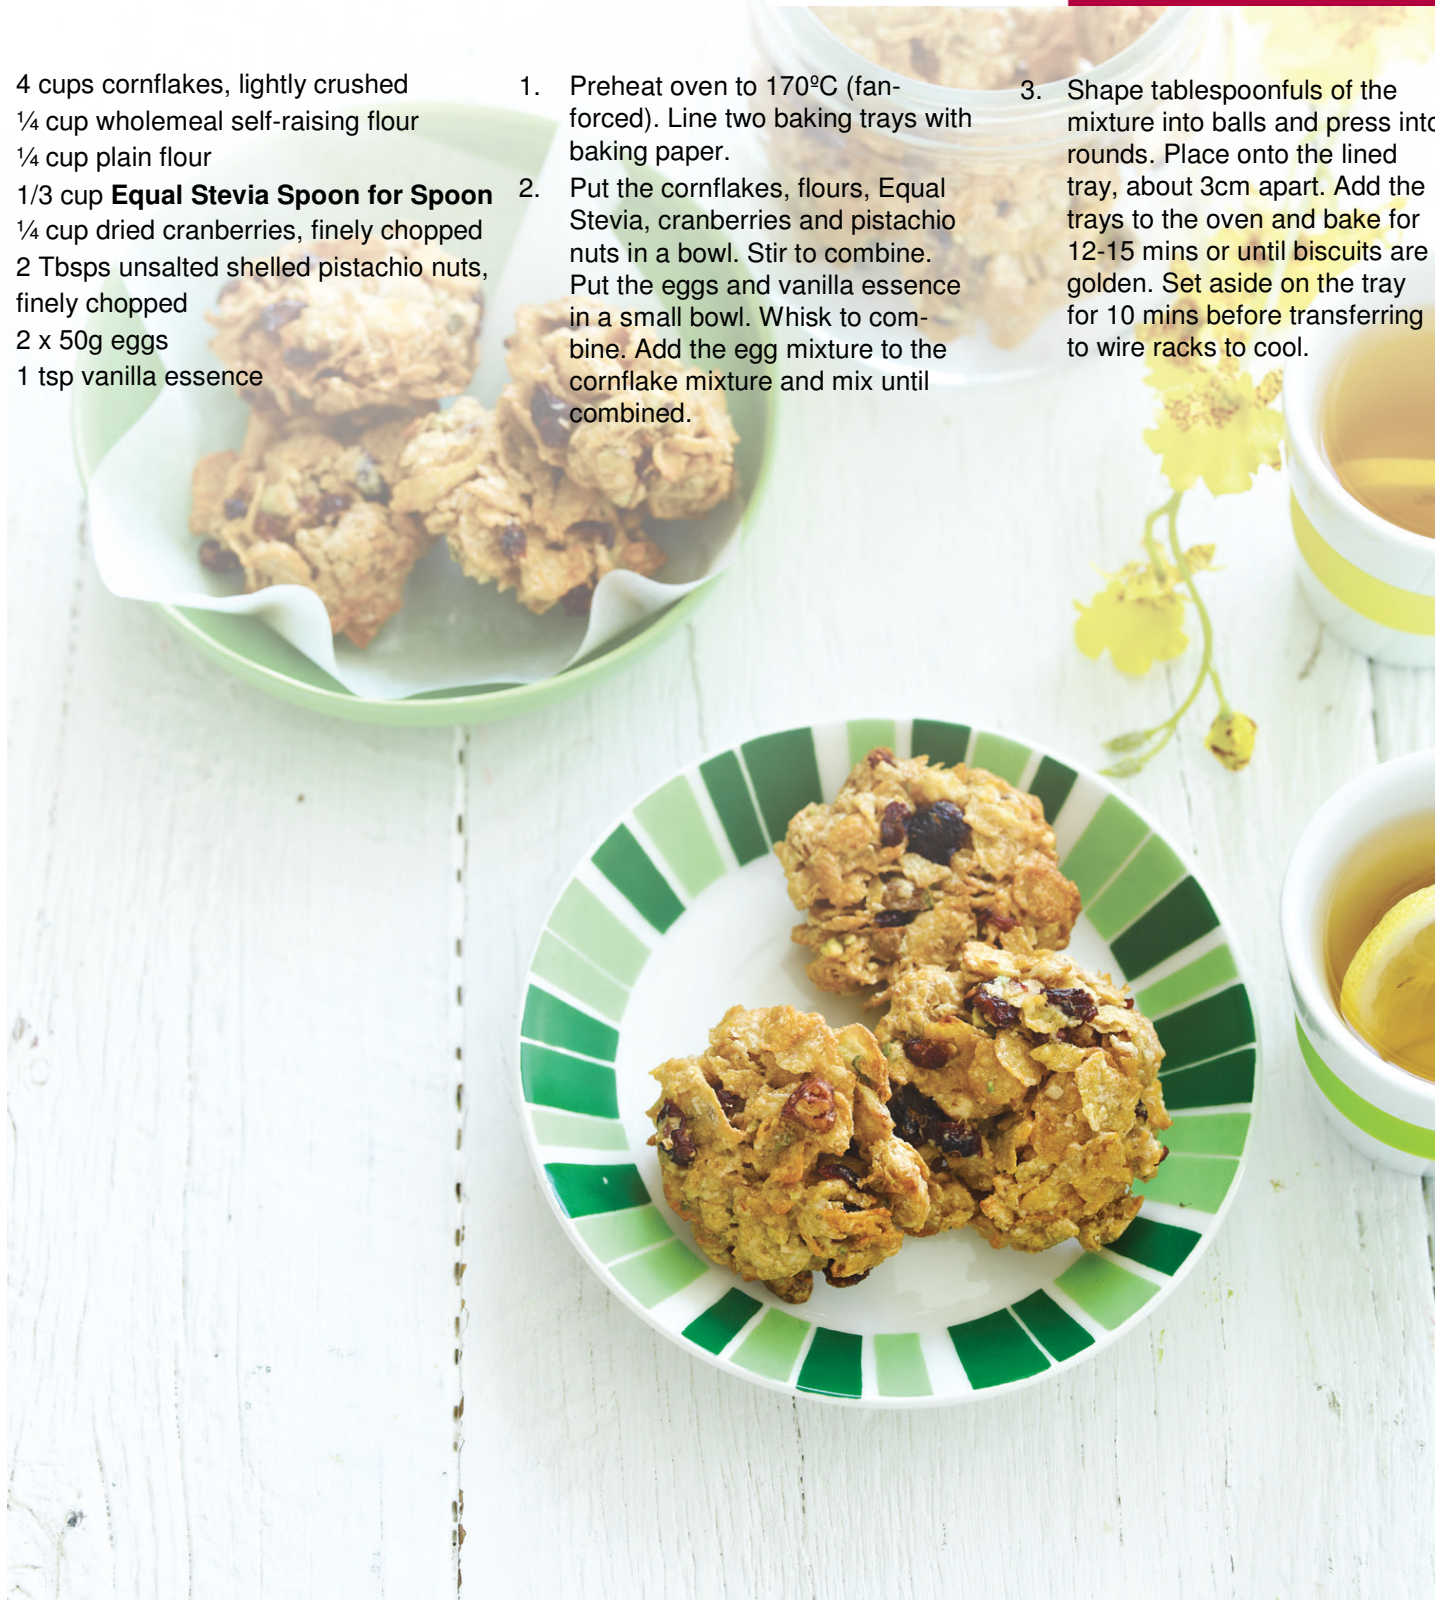 4 cups cornflakes, lightly crushed
¼ cup wholemeal self-raising flour
¼ cup plain flour
1/3 cup Equal Stevia Spoon for Spoon
¼ cup dried cranberries, finely chopped
2 Tbsps unsalted shelled pistachio nuts,
finely chopped
2 x 50g eggs
1 tsp vanilla essence
1. Preheat oven to 170ºC (fan-
forced). Line two baking trays with
baking paper.
2. Put the cornflakes, flours, Equal
Stevia, cranberries and pistachio
nuts in a bowl. Stir to combine.
Put the eggs and vanilla essence
in a small bowl. Whisk to com-
bine. Add the egg mixture to the
cornflake mixture and mix until
combined.
3. Shape tablespoonfuls of the
mixture into balls and press into
rounds. Place onto the lined
tray, about 3cm apart. Add the
trays to the oven and bake for
12-15 mins or until biscuits are
golden. Set aside on the tray
for 10 mins before transferring
to wire racks to cool.